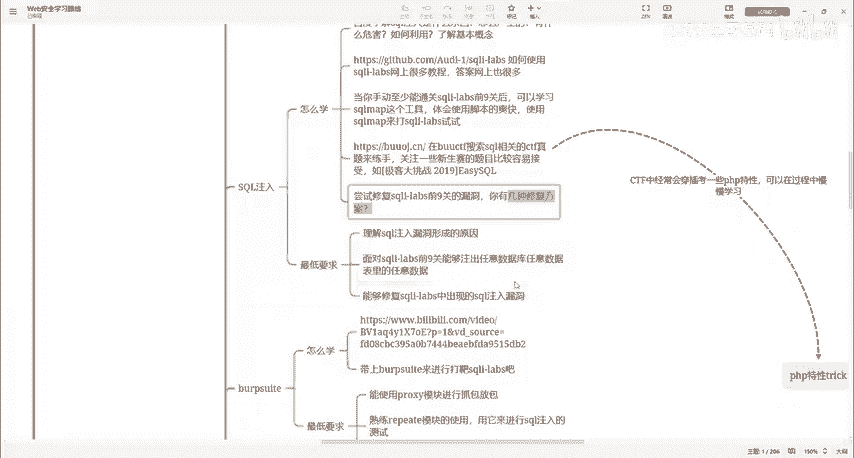 Web安全学习路线
已保存
主题
子主题
联系
概要
外框
标记
插入
ZEN
演说
格式
么危害？如何利用？了解基本概念
https://github.com/Audi-1/sqli-labs 如何使用
sqli-labs网上很多教程，答案网上也很多
当你手动至少能通关sqli-labs前9关后，可以学习
sqlmap这个工具，体会使用脚本的爽快，使用
sqlmap来打sqli-labs试试
怎么学
https://buuoj.cn/ 在buuctf搜索sql相关的ctf真
题来练手，关注一些新生赛的题目比较容易接
受，如[极客大挑战 2019]EasySQL
CTF中经常会穿插考一些php特性，可以在过程中慢
慢学习
SQL注入
尝试修复sqli-labs前9关的漏洞，你有几种修复方
案？
理解sql注入漏洞形成的原因
最低要求
面对sqli-labs前9关能够注出任意数据库任意数据
表里的任意数据
能够修复sqli-labs中出现的sql注入漏洞
https://www.bilibili.com/video/
BV1aq4y1X7oE?p=1&vd_source=
fd08cbc395a0b7444beaebfda9515db2
怎么学
带上burpsuite来进行打靶sqli-labs吧
php特性trick
burpsuite
能使用proxy模块进行抓包放包
最低要求
熟练repeate模块的使用，用它来进行sql注入的
测试
主题: 1 / 206
150%
大纲